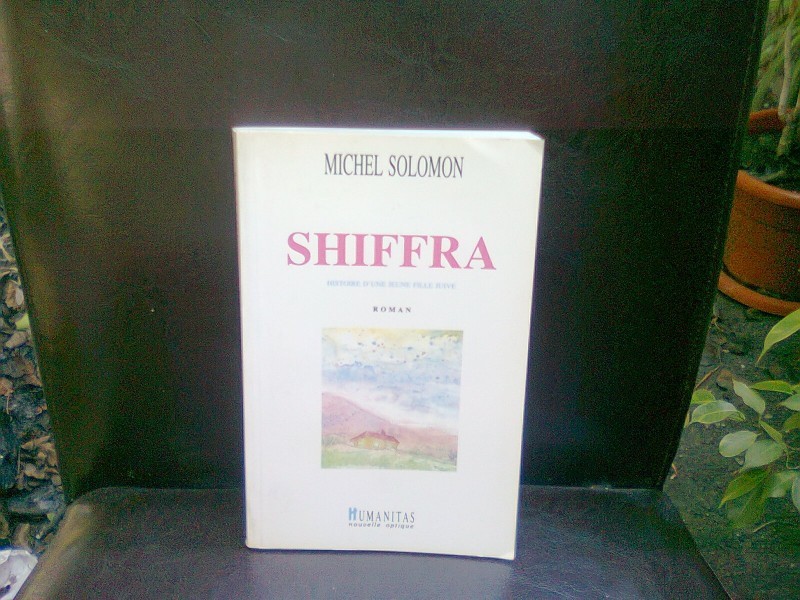 MICHEL SOLOMON
SHIFFRA
HISTOIRE D'UNE JEUNE FILLE JUIVE
ROMAN
HUMANITAS
nouvelle optique